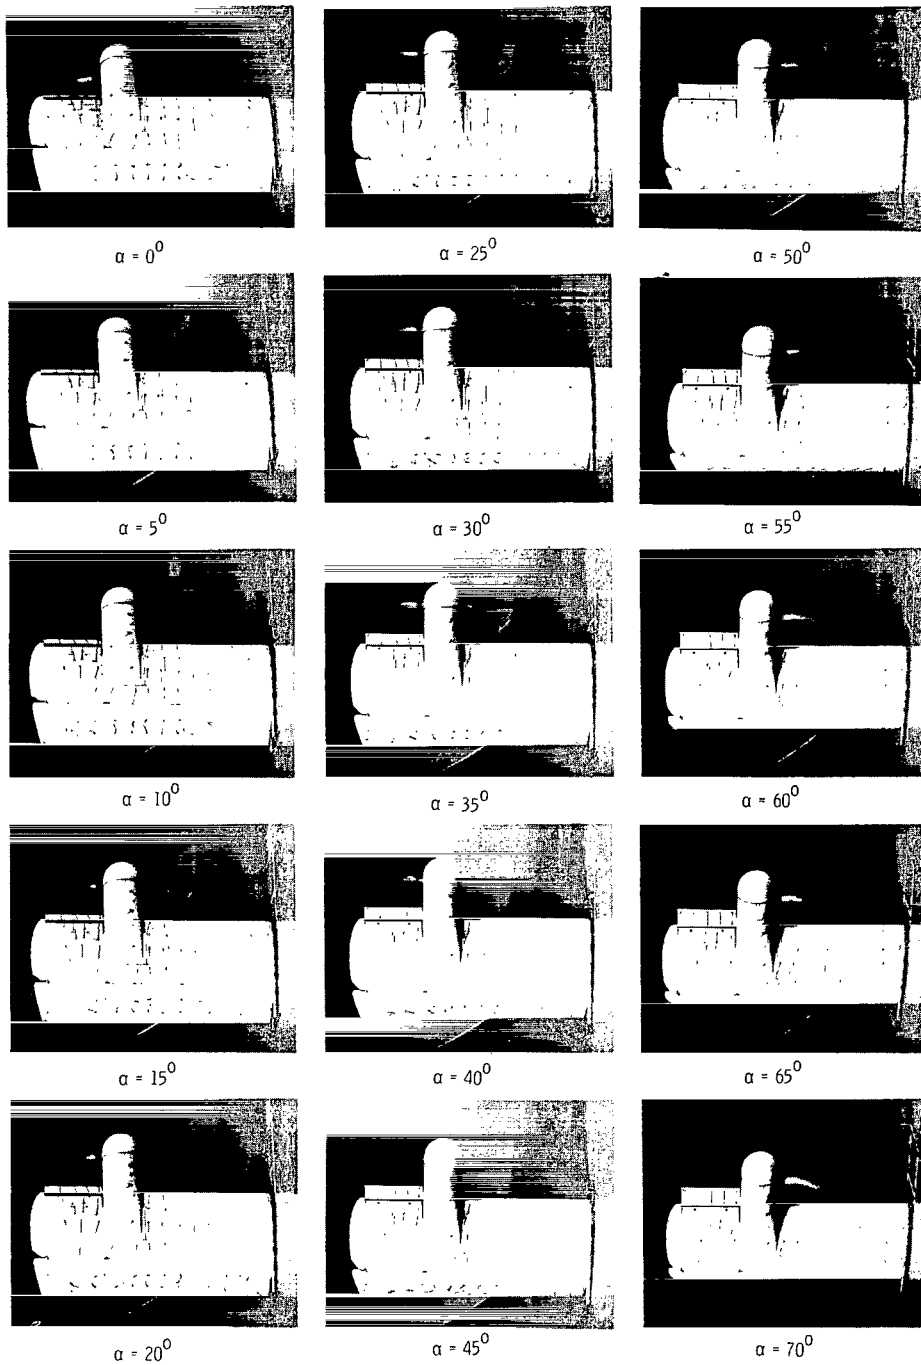 α = 0⁰
α = 25⁰
α = 50⁰
α = 5⁰
α = 30⁰
α = 55⁰
α = 10⁰
α = 35⁰
α = 60⁰
α = 15⁰
α = 40⁰
α = 65⁰
α = 20⁰
α = 45⁰
α = 70⁰